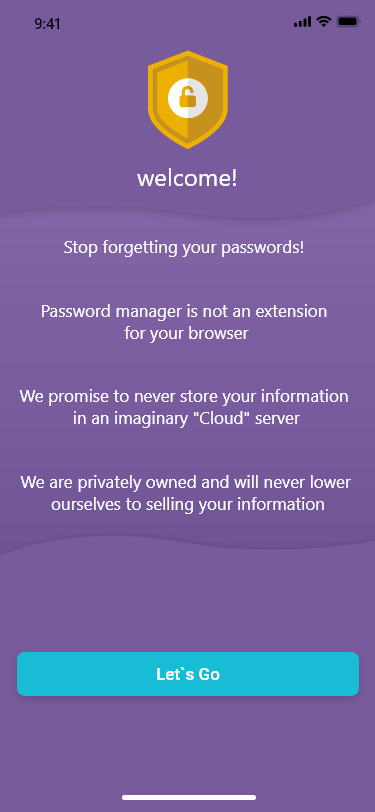 9:41
welcome!
Stop forgetting your passwords!
Password manager is not an extension
for your browser
We promise to never store your information
in an imaginary "Cloud" server
We are privately owned and will never lower
ourselves to selling your information
Let`s Go